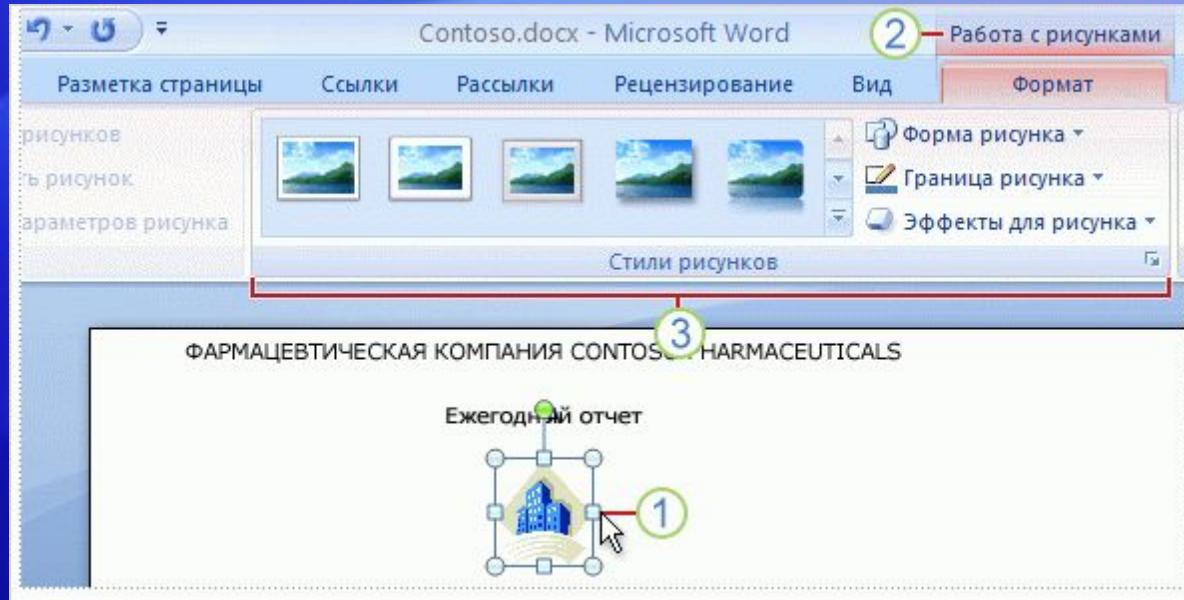 Contoso.docx - Microsoft Word
2
Работа с рисунками
Разметка страницы Ссылки Рассылки Рецензирование Вид Формат
рисунков
ь рисунок
араметров рисунка
Форма рисунка
Граница рисунка
Эффекты для рисунка
Стили рисунков
3
ФАРМАЦЕВТИЧЕСКАЯ КОМПАНИЯ CONTOSO PHARMACEUTICALS
Ежегодный отчет
1